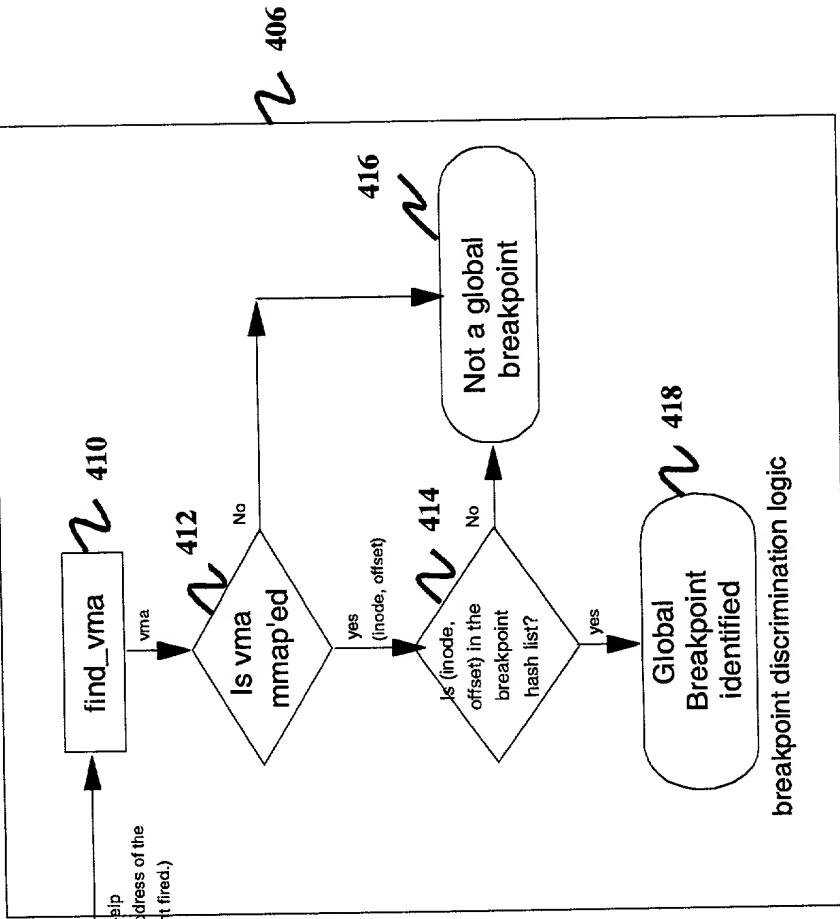 eip
dress of the
t fired.)
find_vma
410
vma
Is vma
mmap'ed
412
No
yes
(inode, offset)
Is (inode,
offset) in the
breakpoint
hash list?
414
No
Not a global
breakpoint
416
yes
Global
Breakpoint
identified
418
breakpoint discrimination logic
406